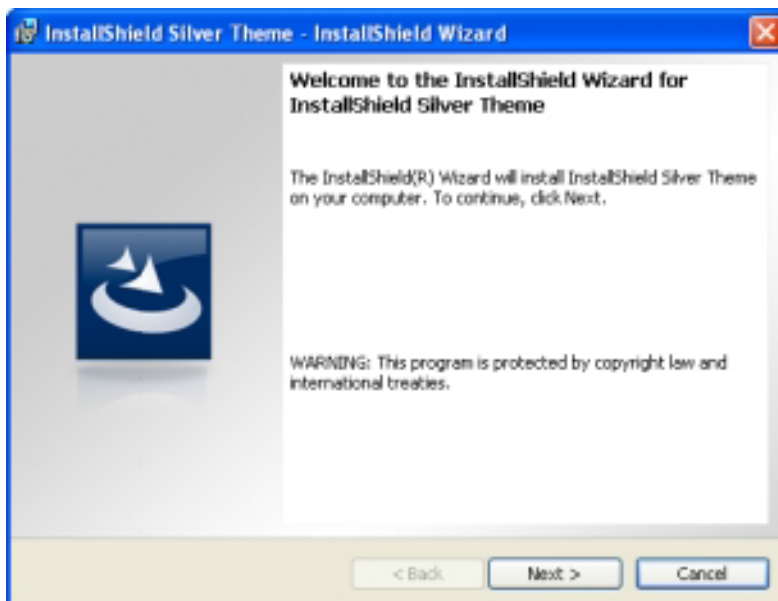 InstallShield Silver Theme - InstallShield Wizard
Welcome to the InstallShield Wizard for
InstallShield Silver Theme
The InstallShield(R) Wizard will install InstallShield Silver Theme
on your computer. To continue, click Next.
WARNING: This program is protected by copyright law and
international treaties.
< Back
Next >
Cancel